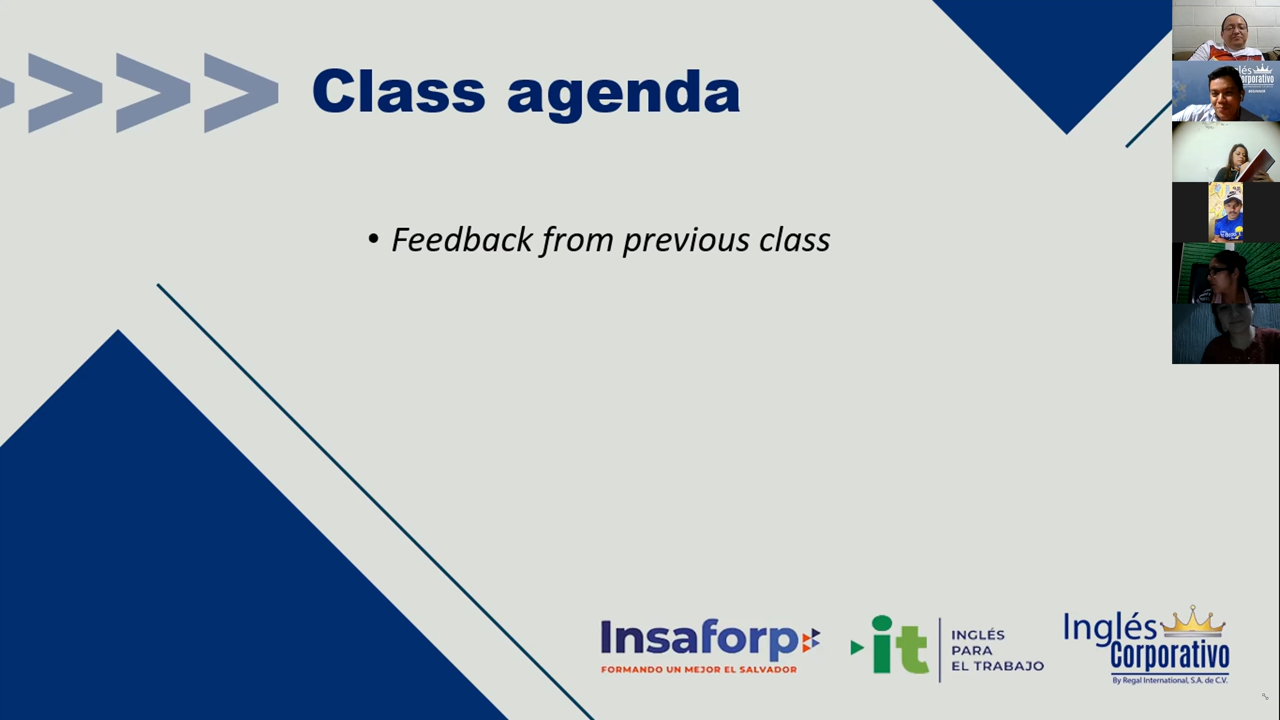 Class agenda
• Feedback from previous class
Insaforp
FORMANDO UN MEJOR EL SALVADOR
it
INGLÉS
PARA
EL TRABAJO
Inglés
Corporativo
By Regal International, S.A. de C.V.